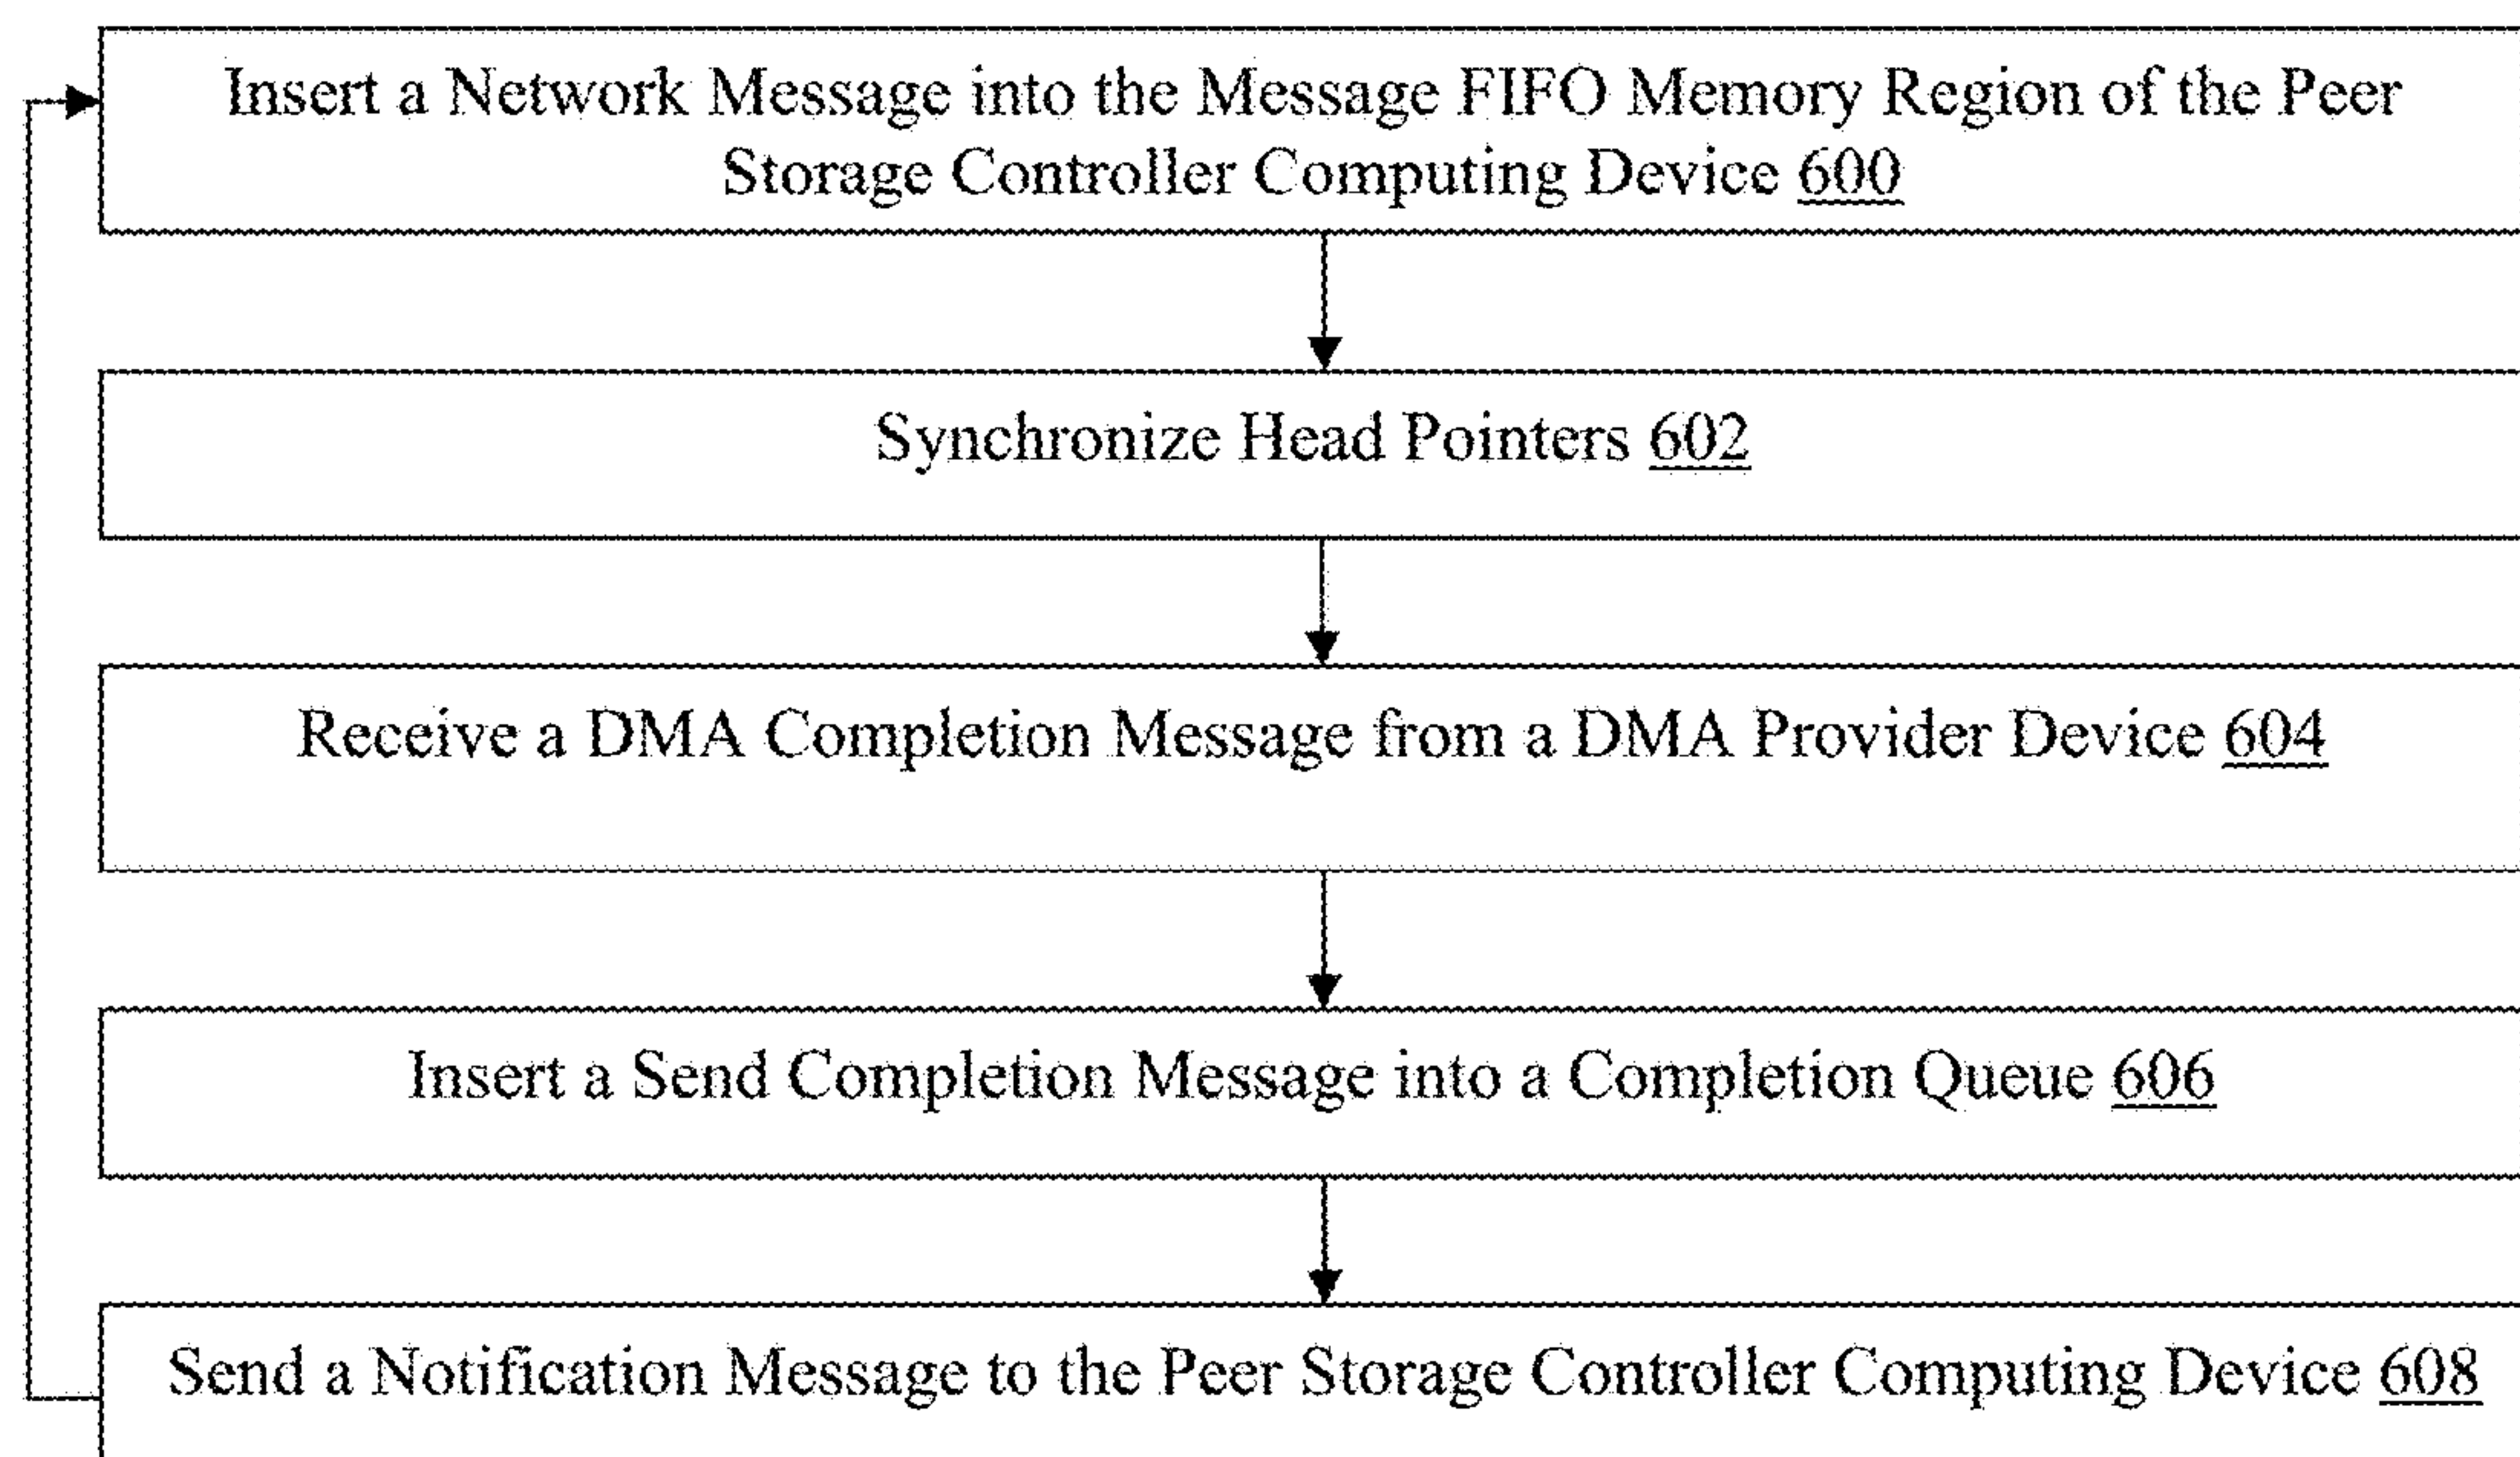 Insert a Network Message into the Message FIFO Memory Region of the Peer
Storage Controller Computing Device 600
Synchronize Head Pointers 602
Receive a DMA Completion Message from a DMA Provider Device 604
Insert a Send Completion Message into a Completion Queue 606
Send a Notification Message to the Peer Storage Controller Computing Device 608